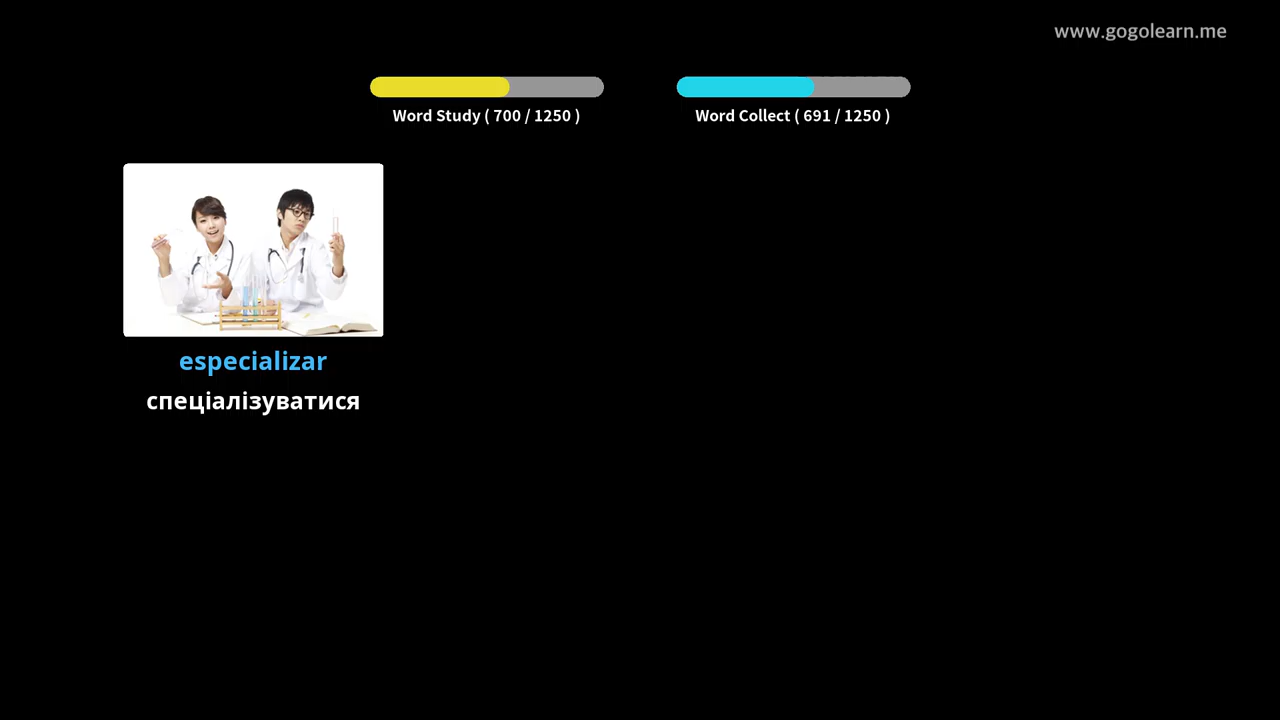 www.gogolearn.me
Word Study ( 700 / 1250 )
Word Collect ( 691 / 1250 )
especializar
спеціалізуватися